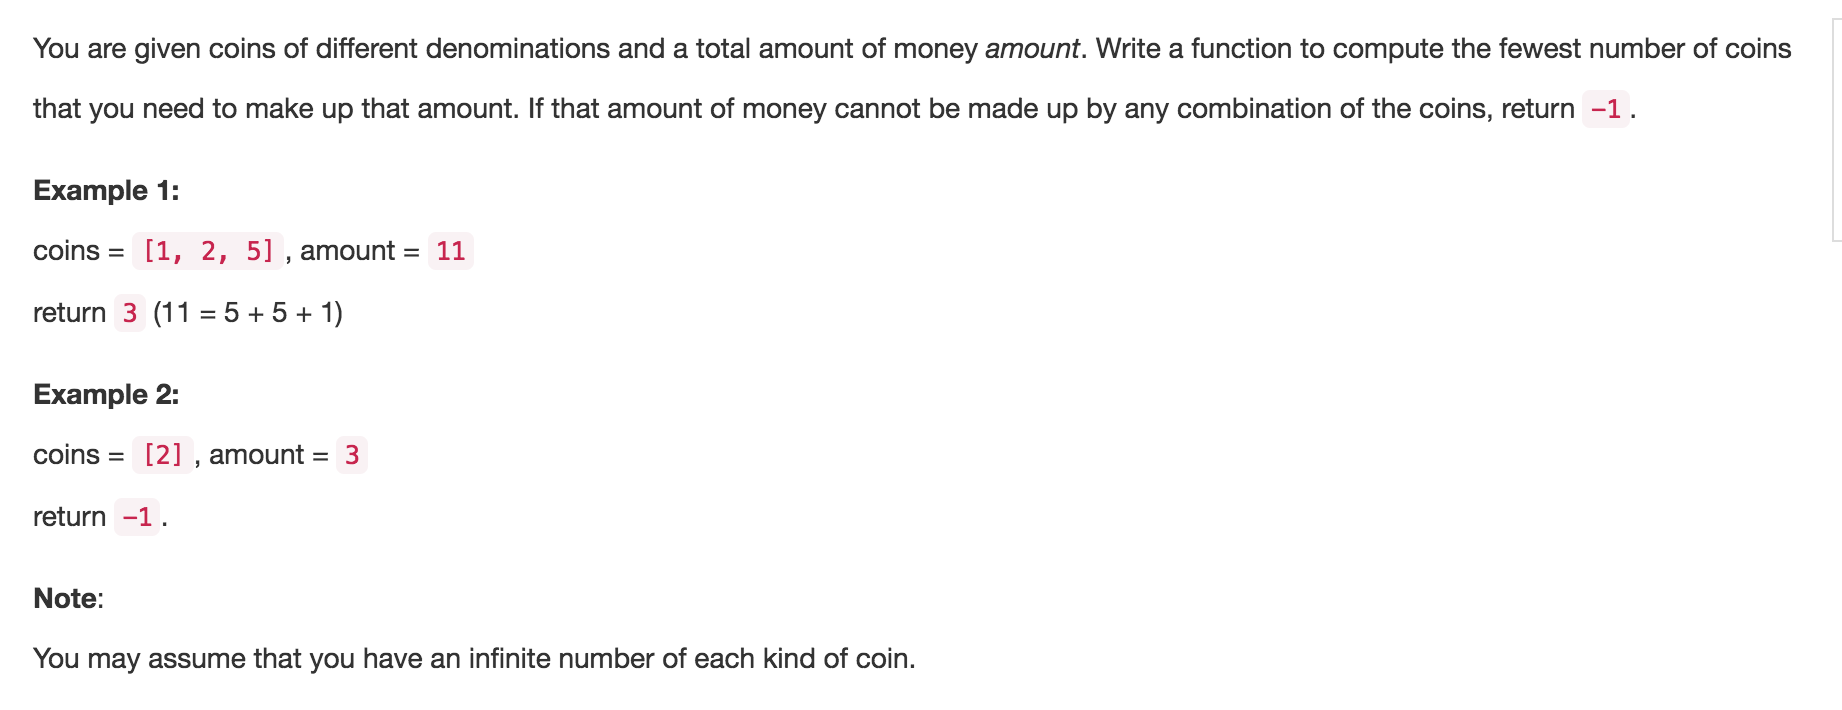 You are given coins of different denominations and a total amount of money amount. Write a function to compute the fewest number of coins
that you need to make up that amount. If that amount of money cannot be made up by any combination of the coins, return -1 .
Example 1:
coins = [1, 2, 5] , amount = 11
return 3 (11 = 5 + 5 + 1)
Example 2:
coins = [2] , amount = 3
return -1 .
Note:
You may assume that you have an infinite number of each kind of coin.